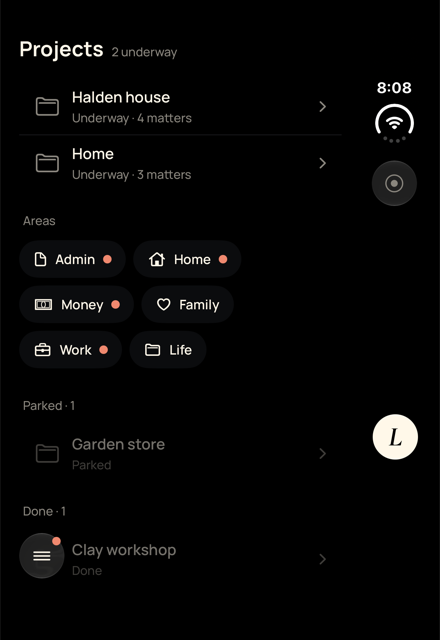 Projects 2 underway
8:08
Halden house
Underway · 4 matters
Home
Underway · 3 matters
Areas
Admin
Home
Money
Family
Work
Life
Parked · 1
L
Garden store
Parked
Done · 1
Clay workshop
Done